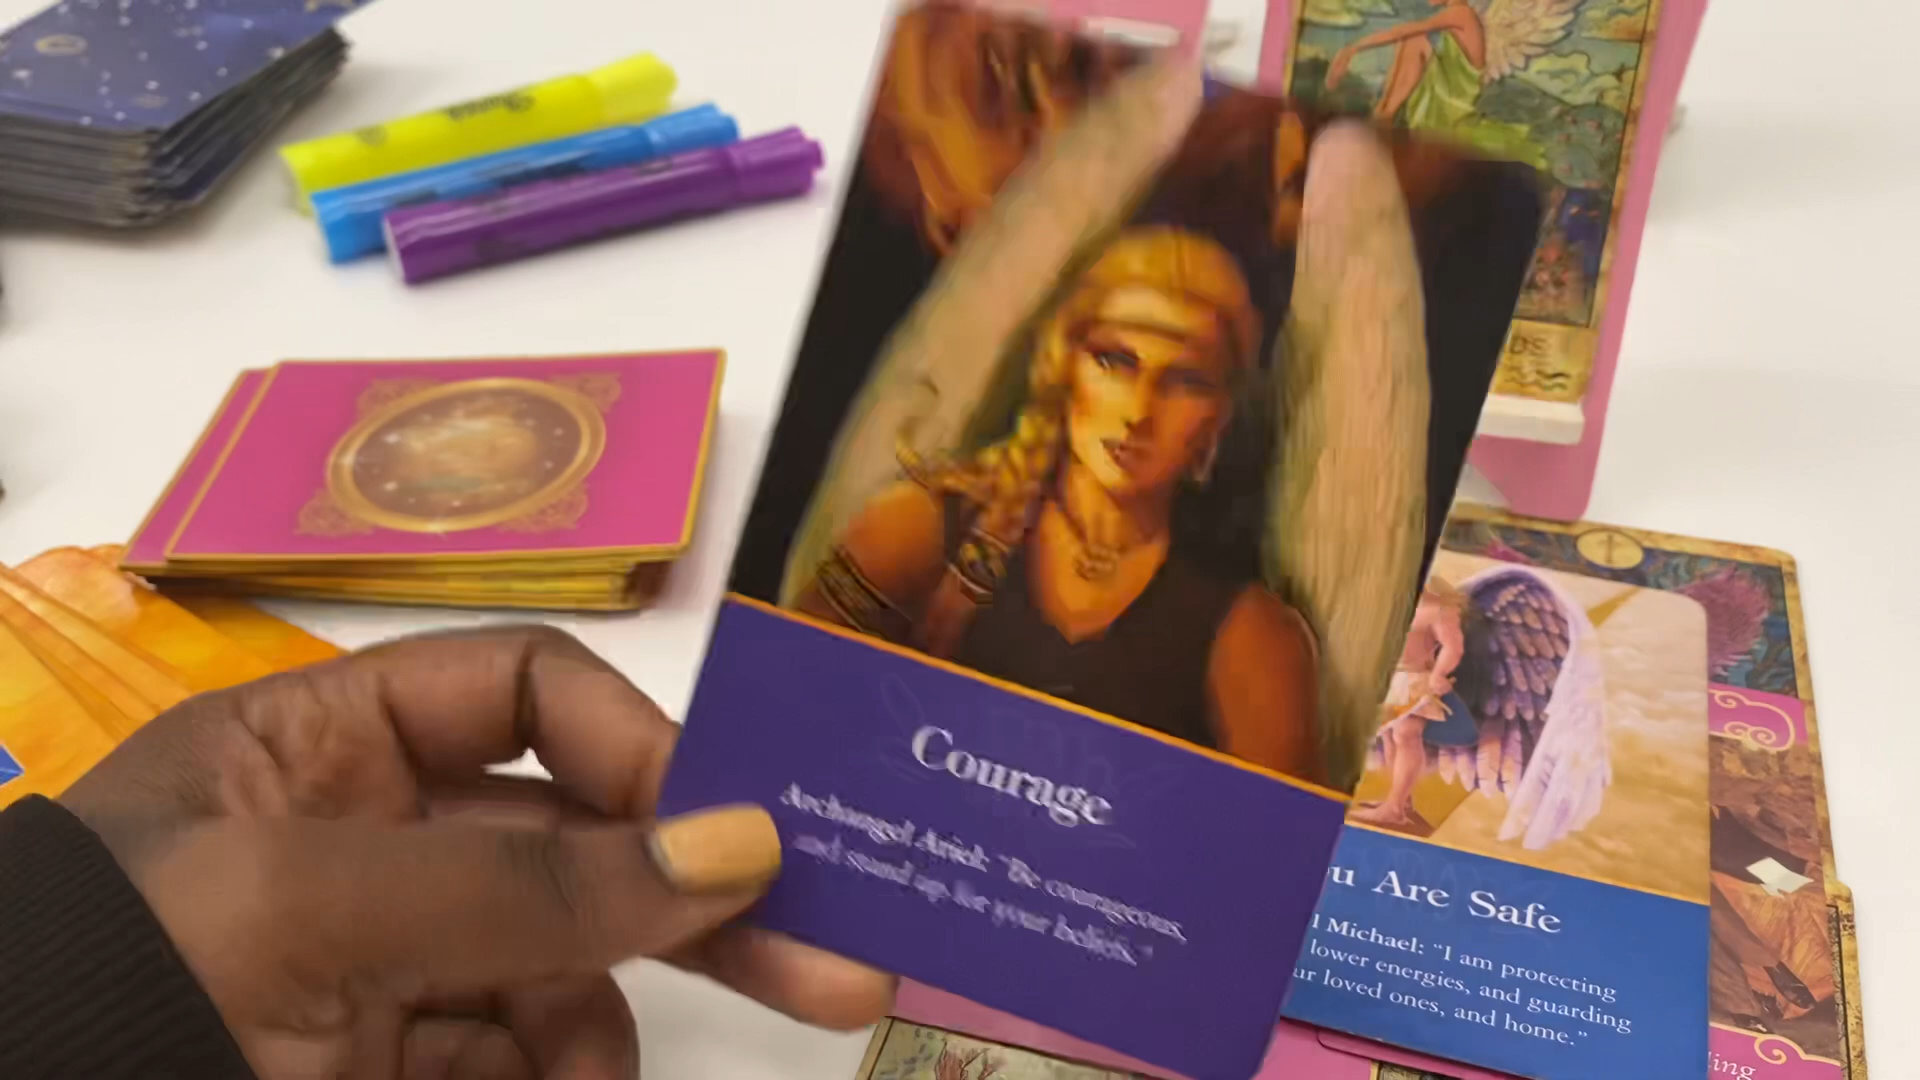 Courage
Archangel Ariel: "Be courageous,
and stand up for your beliefs."
u Are Safe
l Michael: "I am protecting
lower energies, and guarding
ur loved ones, and home."
ling